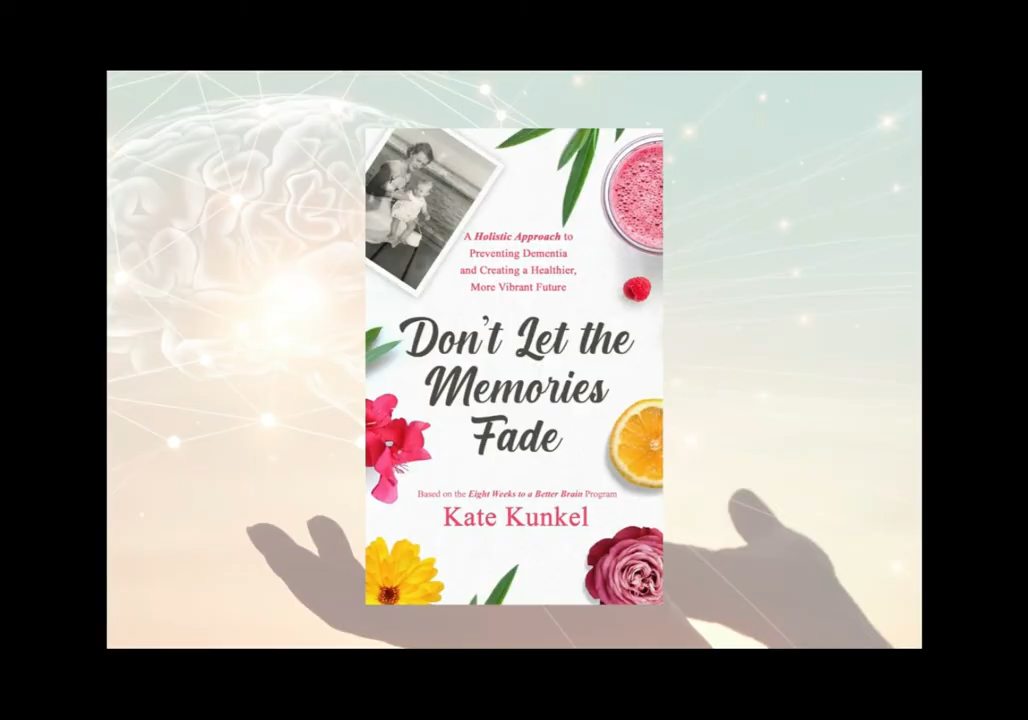 A Holistic Approach to
Preventing Dementia
and Creating a Healthier,
More Vibrant Future
Don't Let the
Memories
Fade
Based on the Eight Weeks to a Better Brain Program
Kate Kunkel